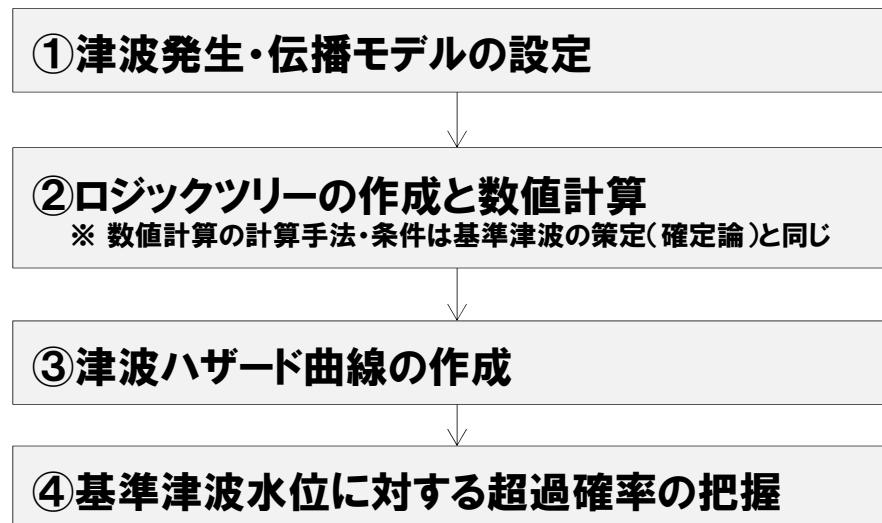 ①津波発生・伝播モデルの設定
②ロジックツリーの作成と数値計算
※ 数値計算の計算手法・条件は基準津波の策定(確定論)と同じ
③津波ハザード曲線の作成
④基準津波水位に対する超過確率の把握